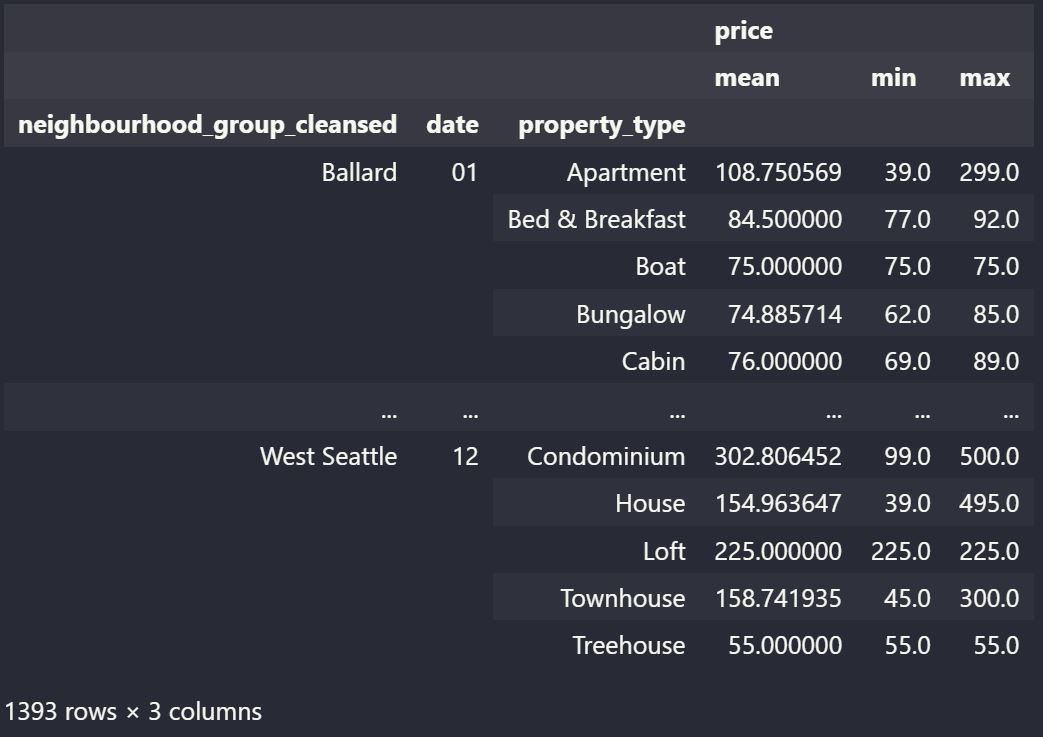 price
mean min max
neighbourhood_group_cleansed date property_type
Ballard 01 Apartment 108.750569 39.0 299.0
Bed & Breakfast 84.500000 77.0 92.0
Boat 75.000000 75.0 75.0
Bungalow 74.885714 62.0 85.0
Cabin 76.000000 69.0 89.0
... ... ... ... ... ...
West Seattle 12 Condominium 302.806452 99.0 500.0
House 154.963647 39.0 495.0
Loft 225.000000 225.0 225.0
Townhouse 158.741935 45.0 300.0
Treehouse 55.000000 55.0 55.0
1393 rows × 3 columns